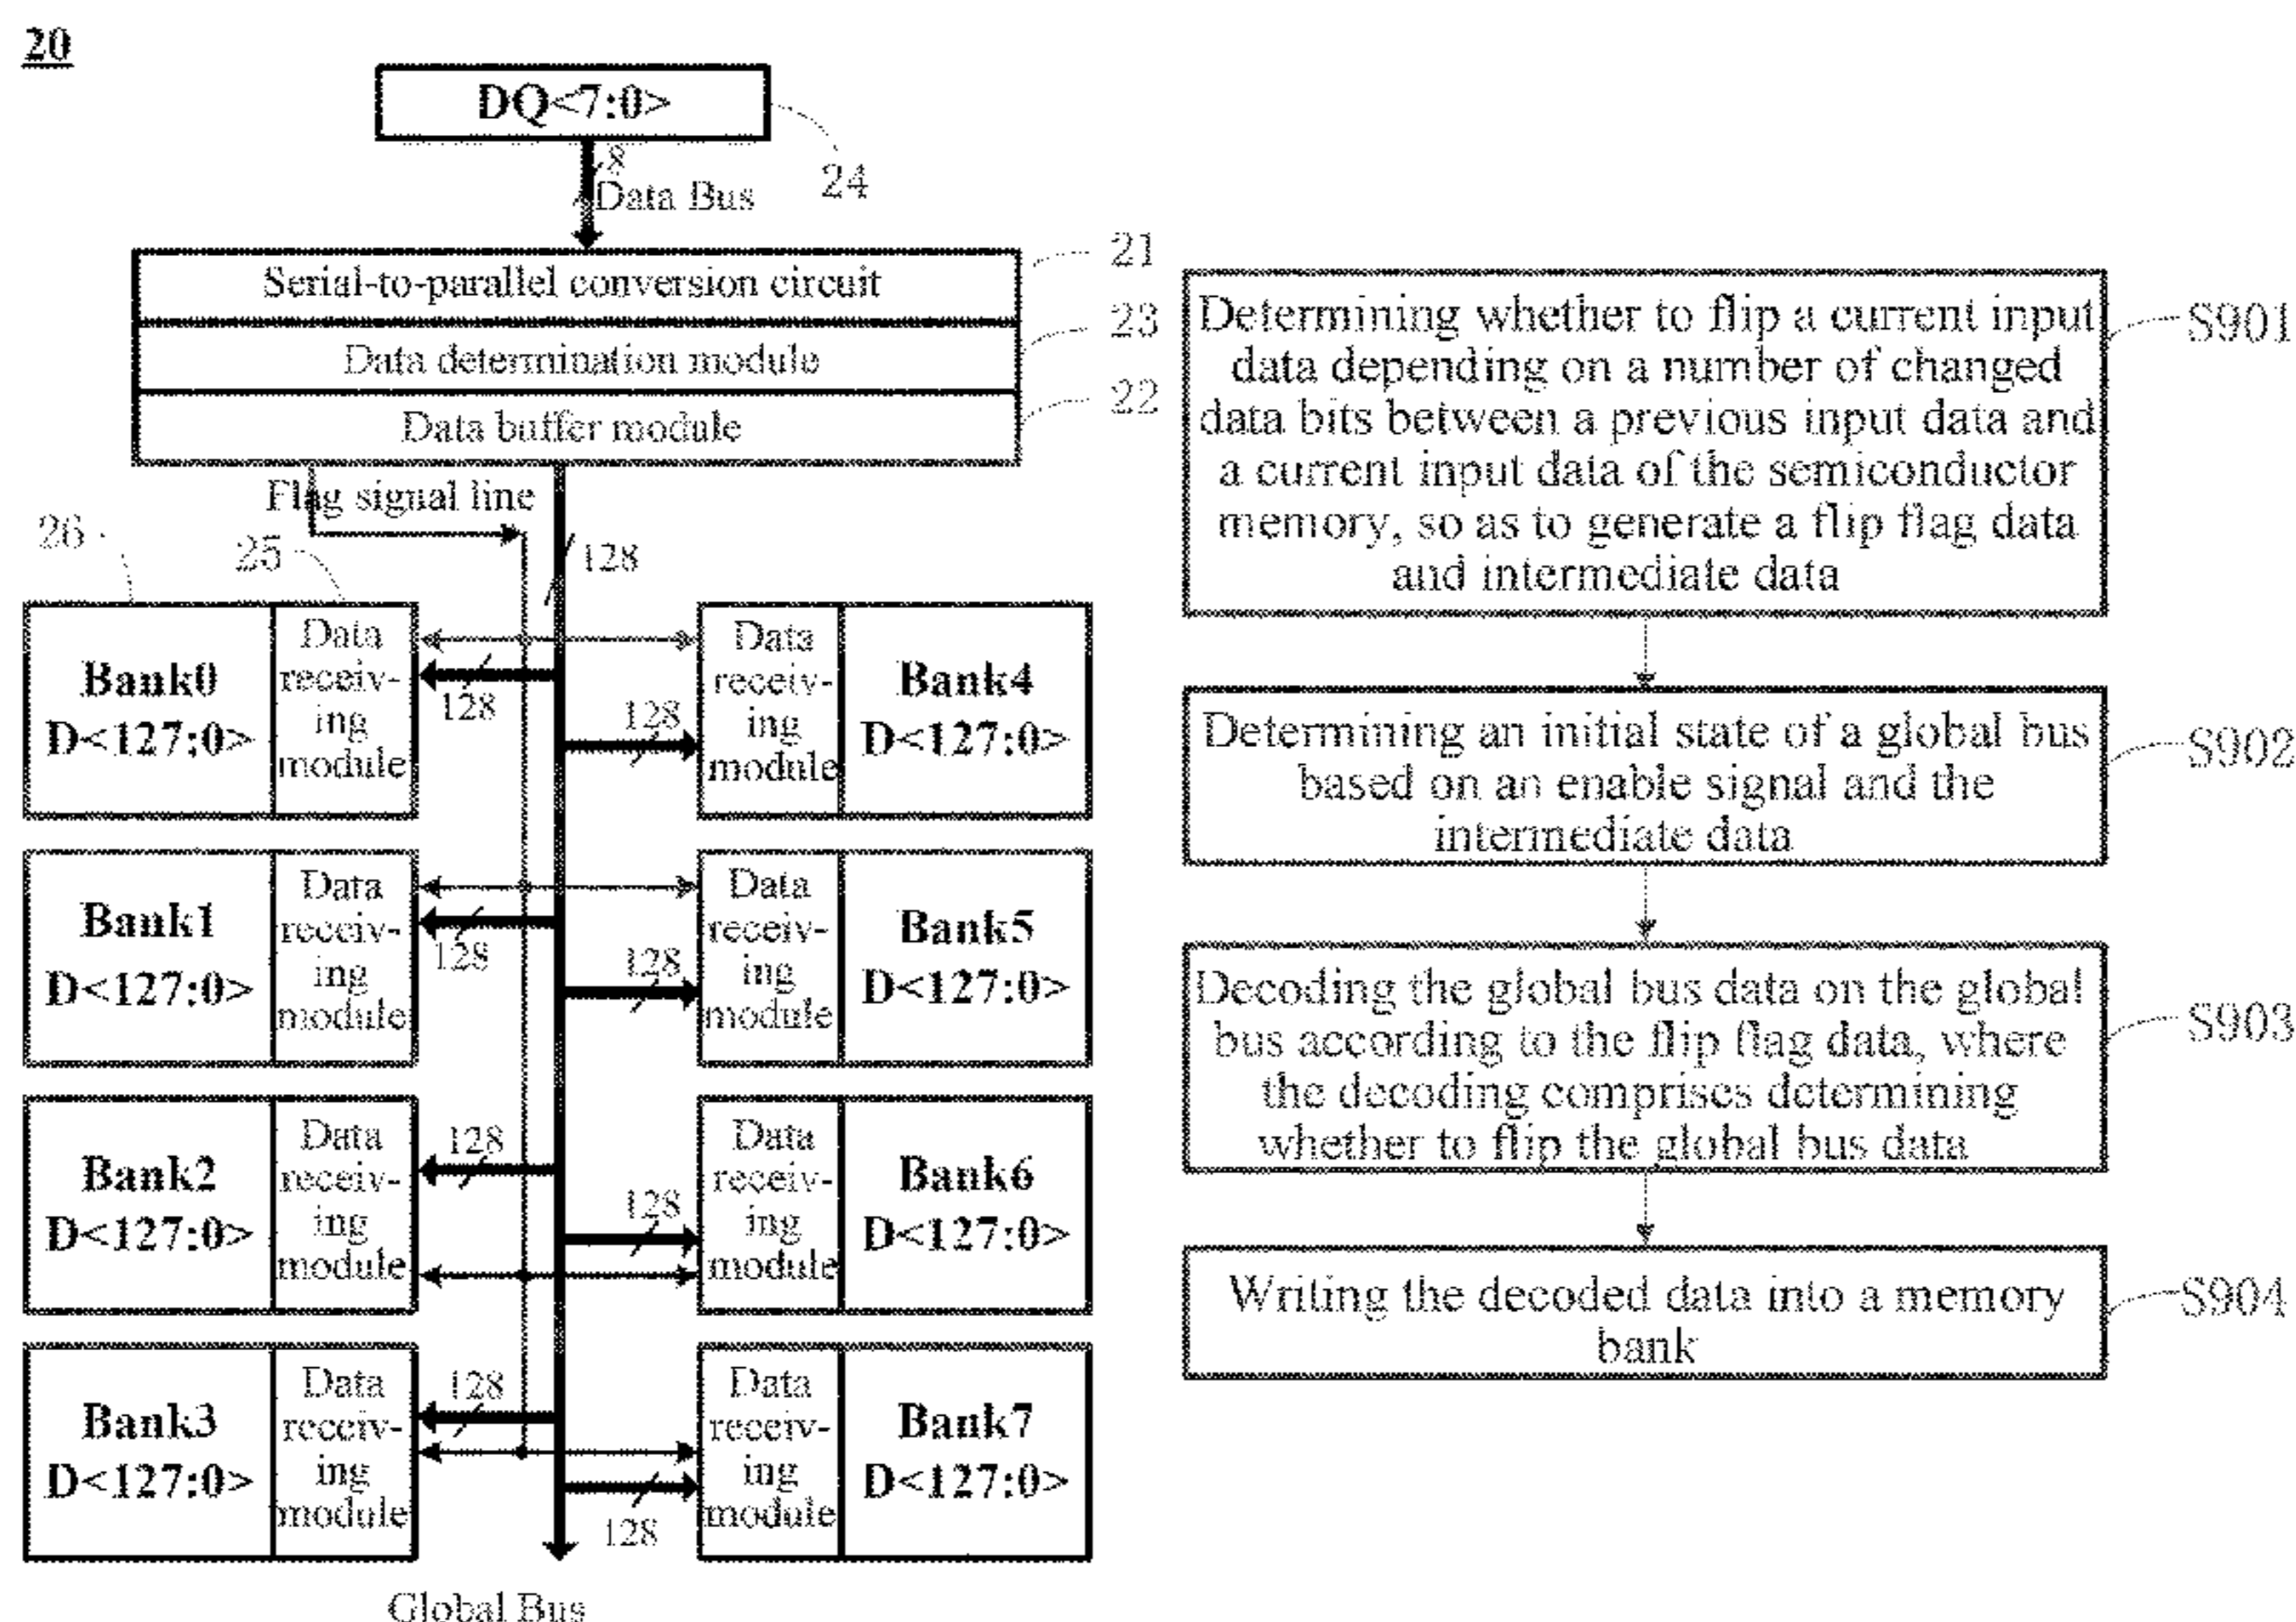 20
DQ<7:0>
24
8
Data Bus
Serial-to-parallel conversion circuit
21
Data determination module
23
Data buffer module
22
Flag signal line
128
26
25
Bank0
D<127:0>
Data
receiv-
ing
module
128
128
Data
receiv-
ing
module
Bank4
D<127:0>
Bank1
D<127:0>
Data
receiv-
ing
module
128
128
Data
receiv-
ing
module
Bank5
D<127:0>
Bank2
D<127:0>
Data
receiv-
ing
module
128
128
Data
receiv-
ing
module
Bank6
D<127:0>
Bank3
D<127:0>
Data
receiv-
ing
module
128
128
Data
receiv-
ing
module
Bank7
D<127:0>
Global Bus
Determining whether to flip a current input
data depending on a number of changed
data bits between a previous input data and
a current input data of the semiconductor
memory, so as to generate a flip flag data
and intermediate data
S901
Determining an initial state of a global bus
based on an enable signal and the
intermediate data
S902
Decoding the global bus data on the global
bus according to the flip flag data, where
the decoding comprises determining
whether to flip the global bus data
S903
Writing the decoded data into a memory
bank
S904